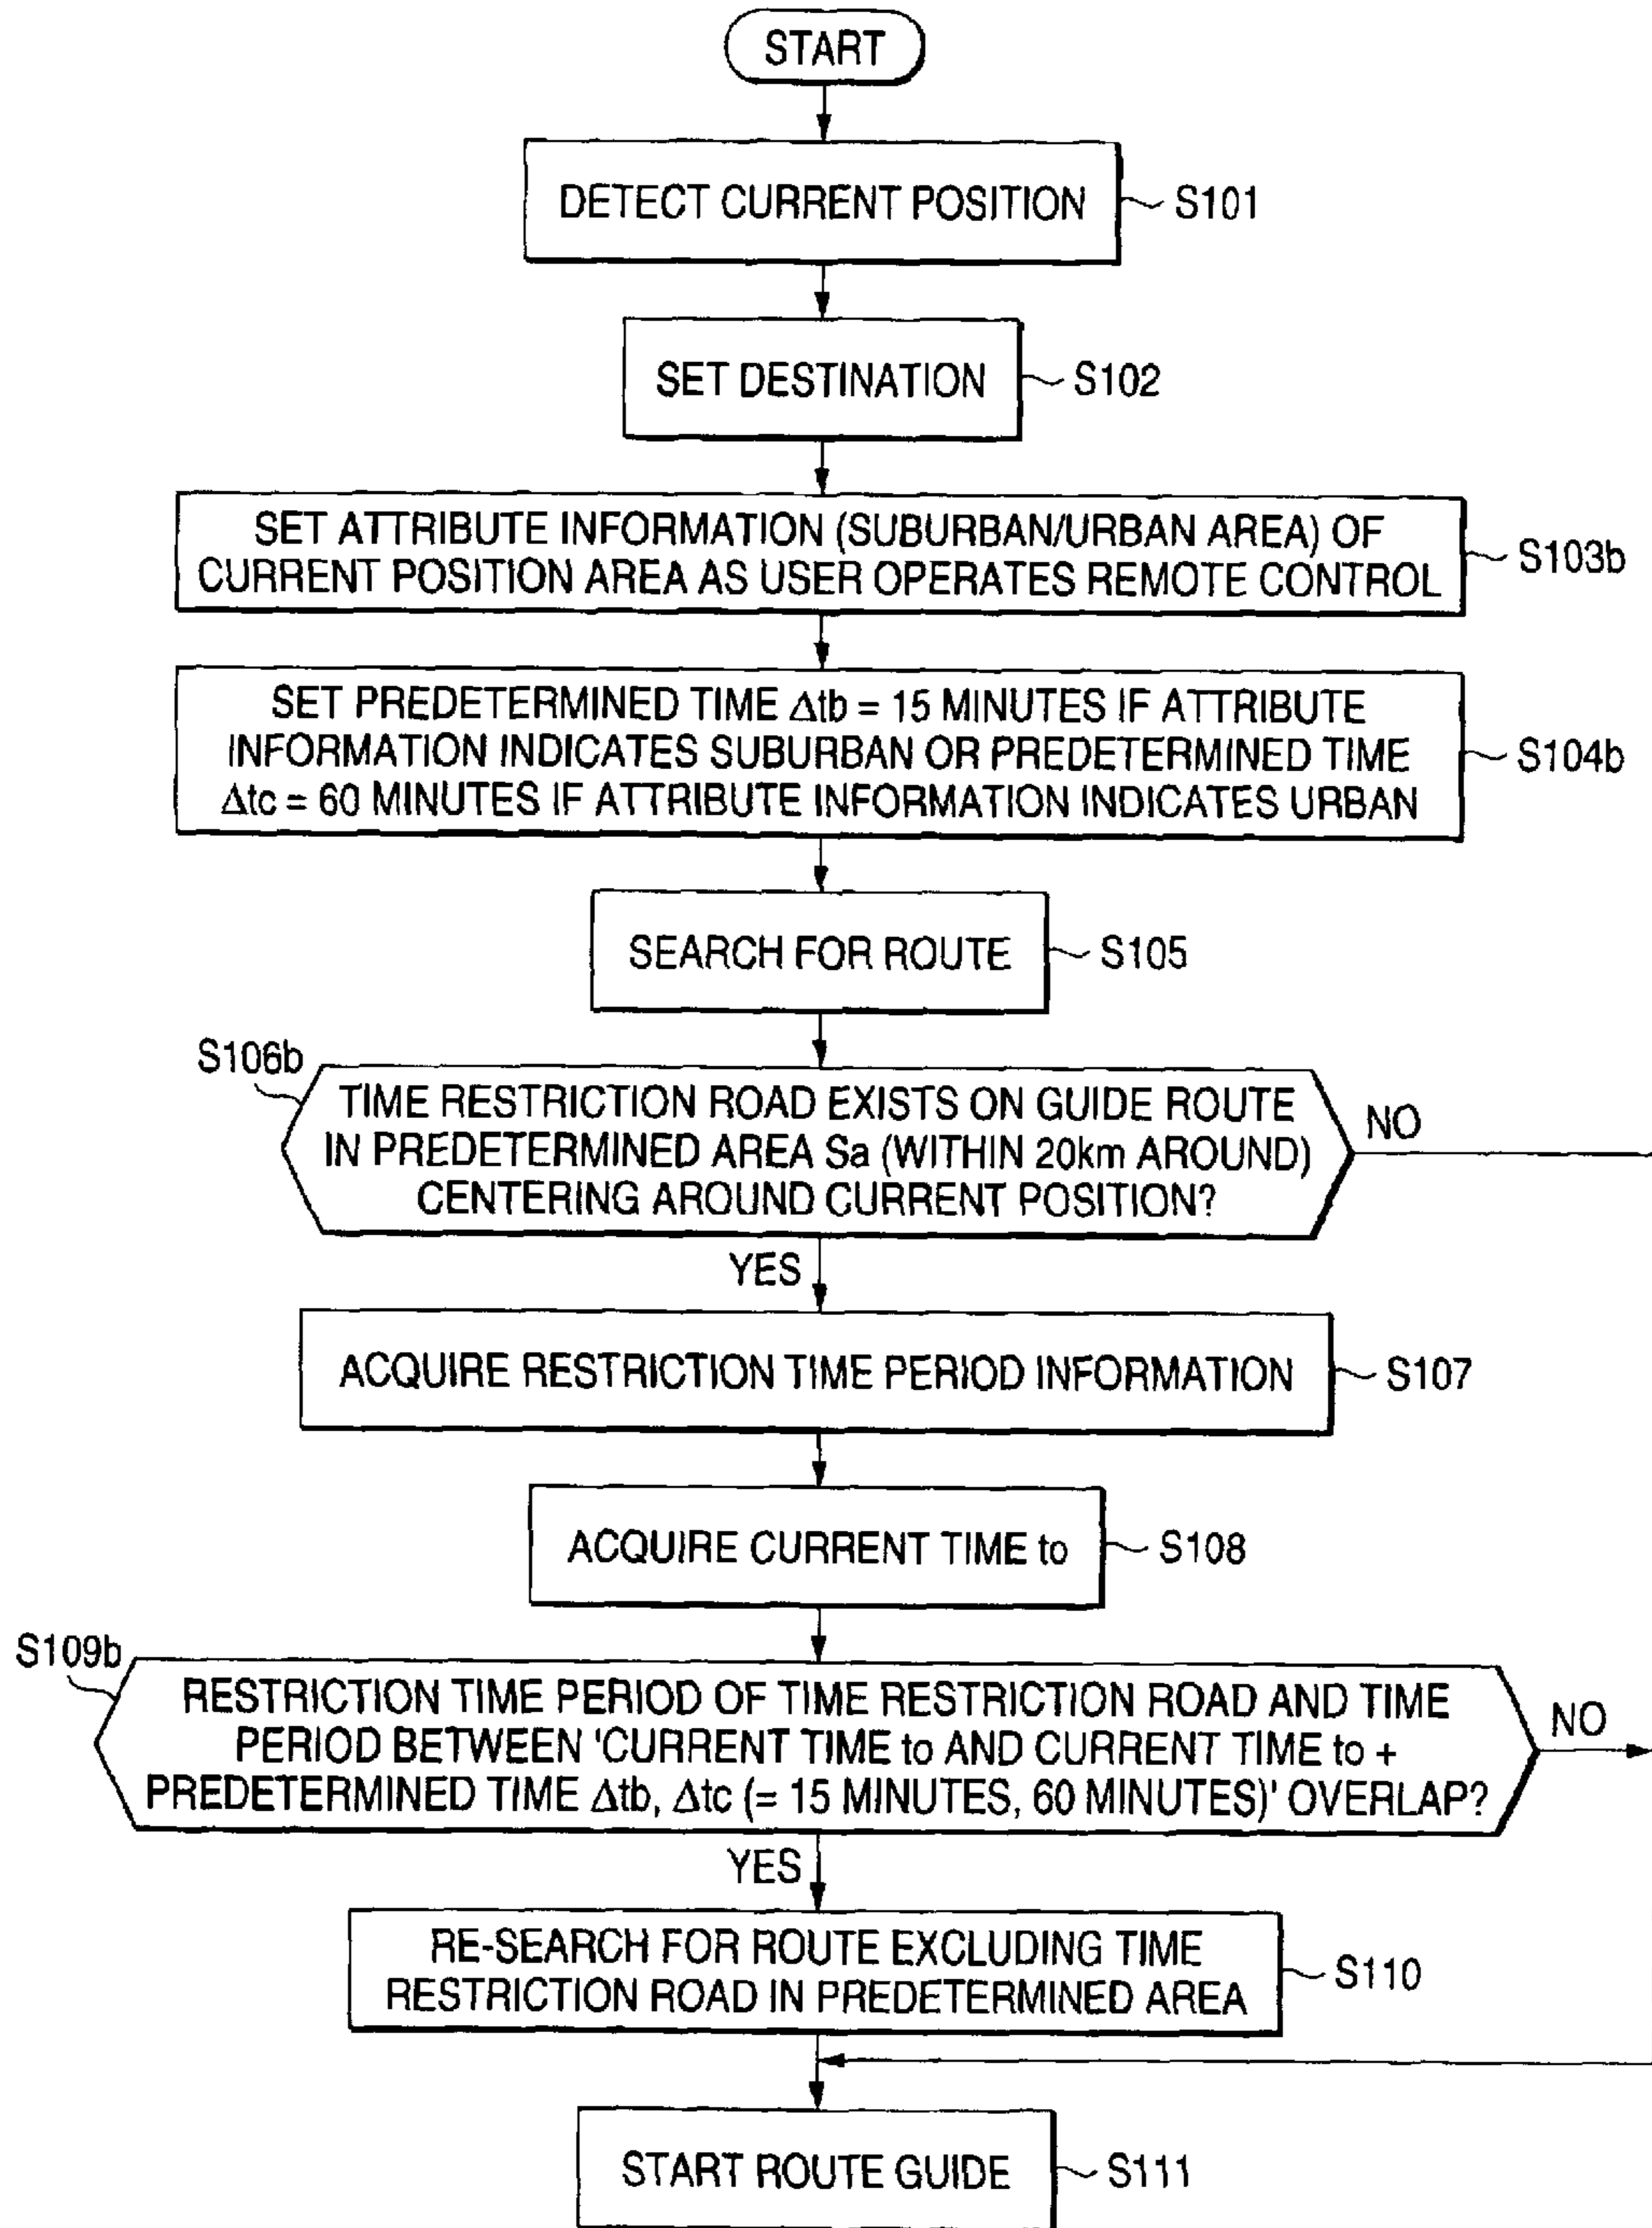 START
DETECT CURRENT POSITION
S101
SET DESTINATION
S102
SET ATTRIBUTE INFORMATION (SUBURBAN/URBAN AREA) OF
CURRENT POSITION AREA AS USER OPERATES REMOTE CONTROL
S103b
SET PREDETERMINED TIME Δtb = 15 MINUTES IF ATTRIBUTE
INFORMATION INDICATES SUBURBAN OR PREDETERMINED TIME
Δtc = 60 MINUTES IF ATTRIBUTE INFORMATION INDICATES URBAN
S104b
SEARCH FOR ROUTE
S105
S106b
TIME RESTRICTION ROAD EXISTS ON GUIDE ROUTE
IN PREDETERMINED AREA Sa (WITHIN 20km AROUND)
CENTERING AROUND CURRENT POSITION?
NO
YES
ACQUIRE RESTRICTION TIME PERIOD INFORMATION
S107
ACQUIRE CURRENT TIME to
S108
S109b
RESTRICTION TIME PERIOD OF TIME RESTRICTION ROAD AND TIME
PERIOD BETWEEN 'CURRENT TIME to AND CURRENT TIME to +
PREDETERMINED TIME Δtb, Δtc (= 15 MINUTES, 60 MINUTES)' OVERLAP?
NO
YES
RE-SEARCH FOR ROUTE EXCLUDING TIME
RESTRICTION ROAD IN PREDETERMINED AREA
S110
START ROUTE GUIDE
S111